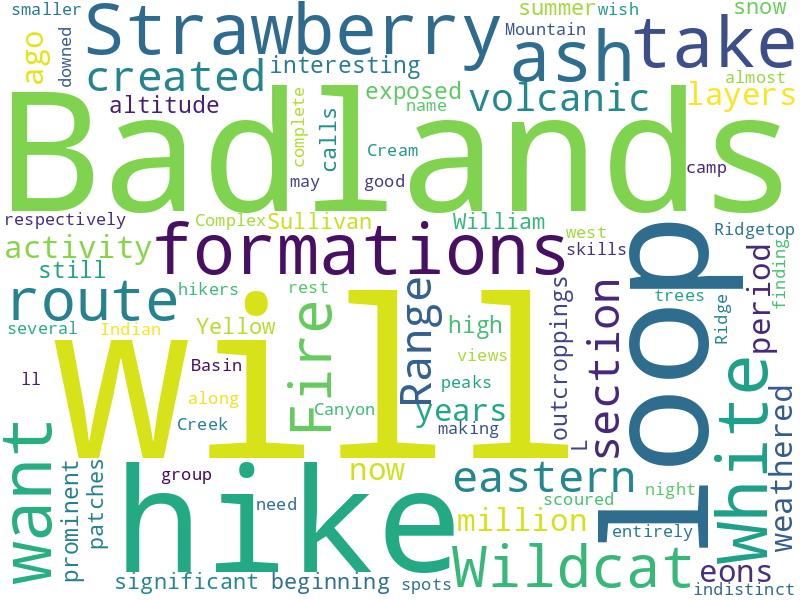 smaller
summer
wish
snow
Strawberry
Mountain
take
ago
downed
ash
created
interesting
almost
altitude
complete
calls
exposed
name
volcanic
layers
Badlands
Cream
may
good
camp
respectively
Complex
Sullivan
William
west
Ridgetop
activity
formations
skills
still
loop
period
finding
route
hikers
rest
Range
outcroppings
section
trees
Ridge
several
Indian
Yellow
Fire
high
will
views
White
ll
Basin
peaks
along
Canyon
years
Creek
making
L
weathered
want
prominent
patches
hike
group
now
eastern
scoured
night
need
million
entirely
significant
beginning
spots
Wildcat
eons
indistinct